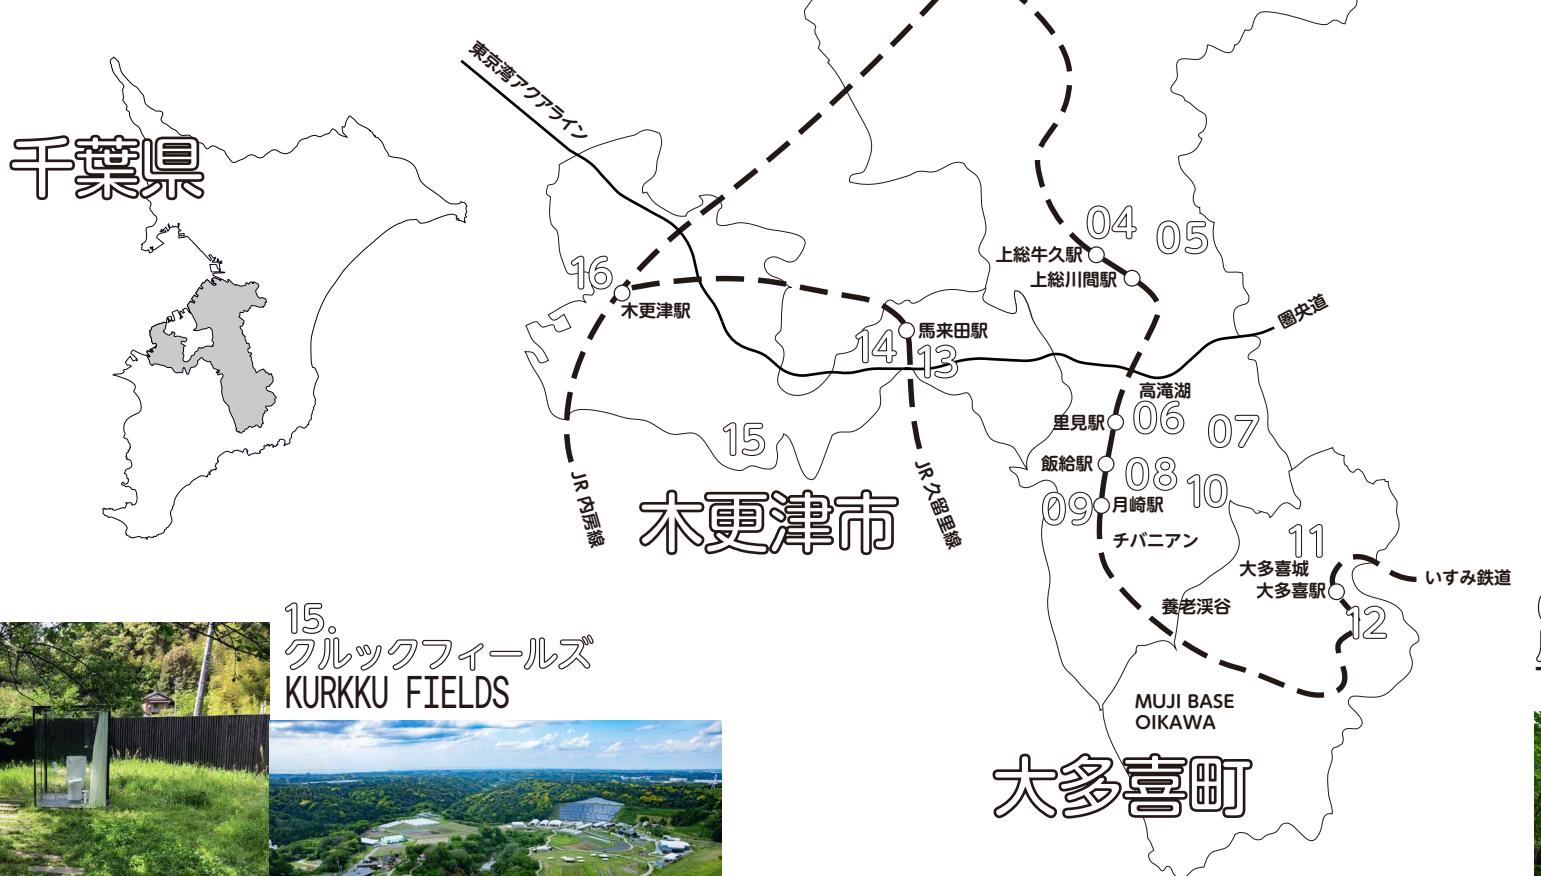 東京湾アクアライン
千葉県
04
05
上総牛久駅
上総川間駅
16
木更津駅
圏央道
馬来田駅
14
13
高滝湖
里見駅
06
07
15
飯給駅
08
JR 内房線
JR 久留里線
10
09
月崎駅
木更津市
チバニアン
11
大多喜城
いすみ鉄道
大多喜駅
養老渓谷
12
15.
クルックフィールズ
KURKKU FIELDS
MUJI BASE
OIKAWA
大多喜町